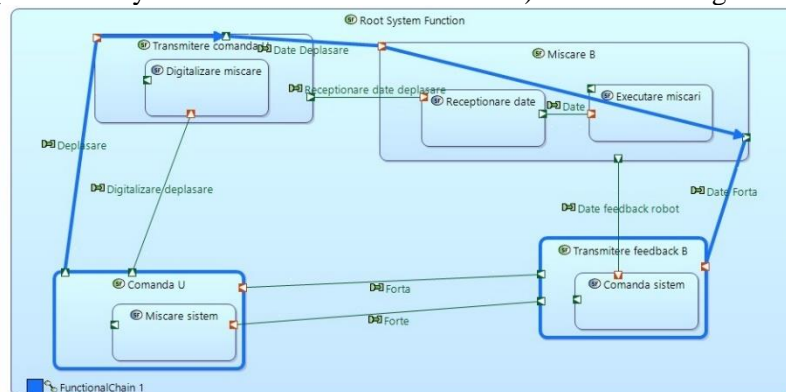 Root System Function
Transmitere comanda
Date Deplasare
Miscare B
Digitalizare miscare
Receptionare date deplasare
Receptionare date
Date
Executare miscari
Deplasare
Digitalizare deplasare
Date Forta
Date feedback robot
Transmitere feedback B
Comanda U
Forta
Comanda sistem
Miscare sistem
Forte
FunctionalChain 1